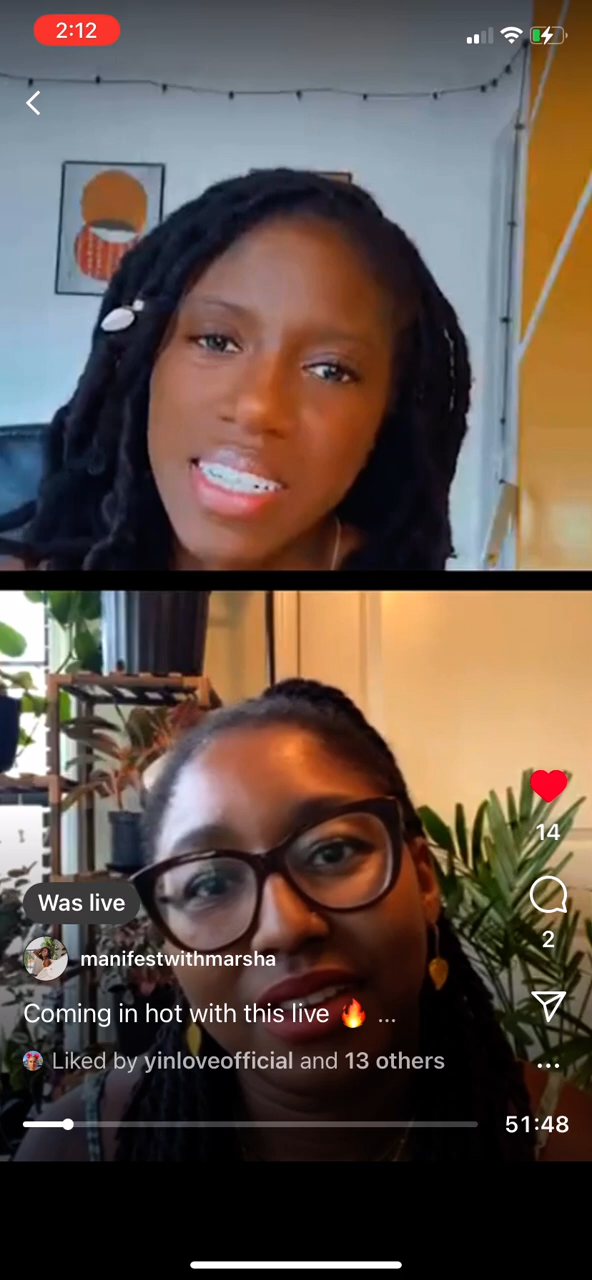 2:12
14
Was live
2
manifestwithmarsha
Coming in hot with this live 🔥 ...
Liked by yinloveofficial and 13 others
51:48